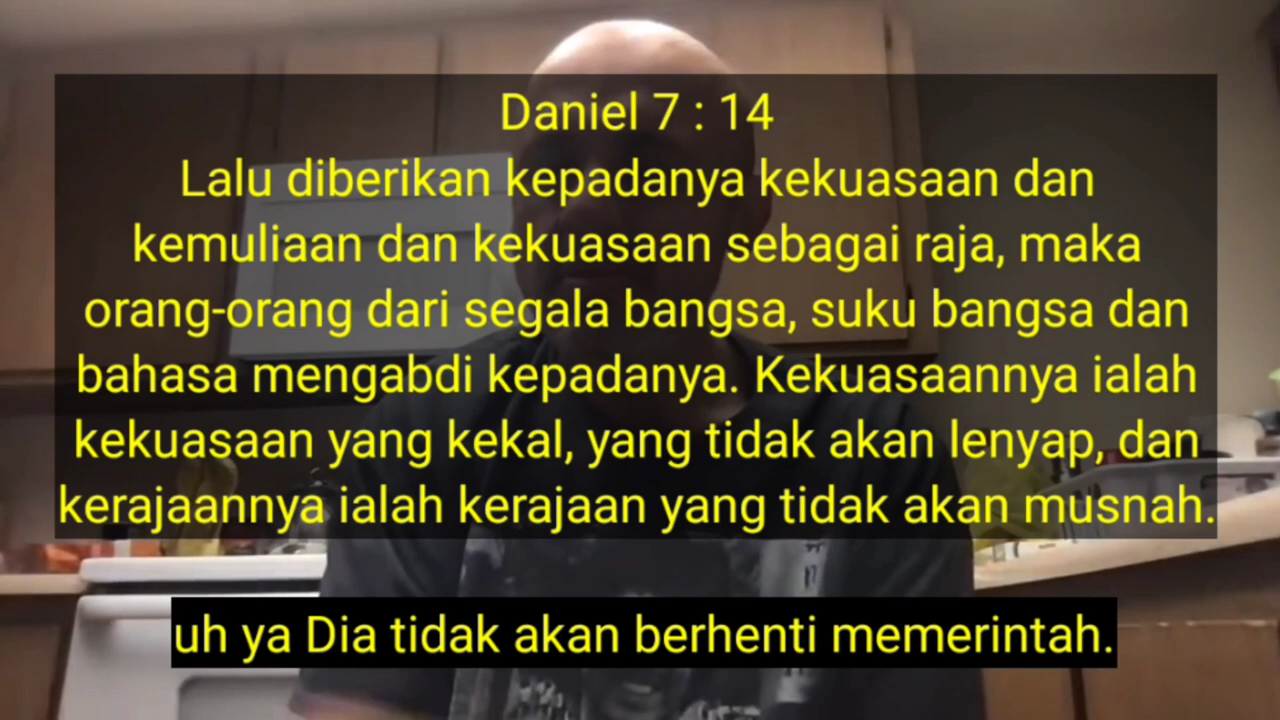 Daniel 7 : 14
Lalu diberikan kepadanya kekuasaan dan
kemuliaan dan kekuasaan sebagai raja, maka
orang-orang dari segala bangsa, suku bangsa dan
bahasa mengabdi kepadanya. Kekuasaannya ialah
kekuasaan yang kekal, yang tidak akan lenyap, dan
kerajaannya ialah kerajaan yang tidak akan musnah.
uh ya Dia tidak akan berhenti memerintah.